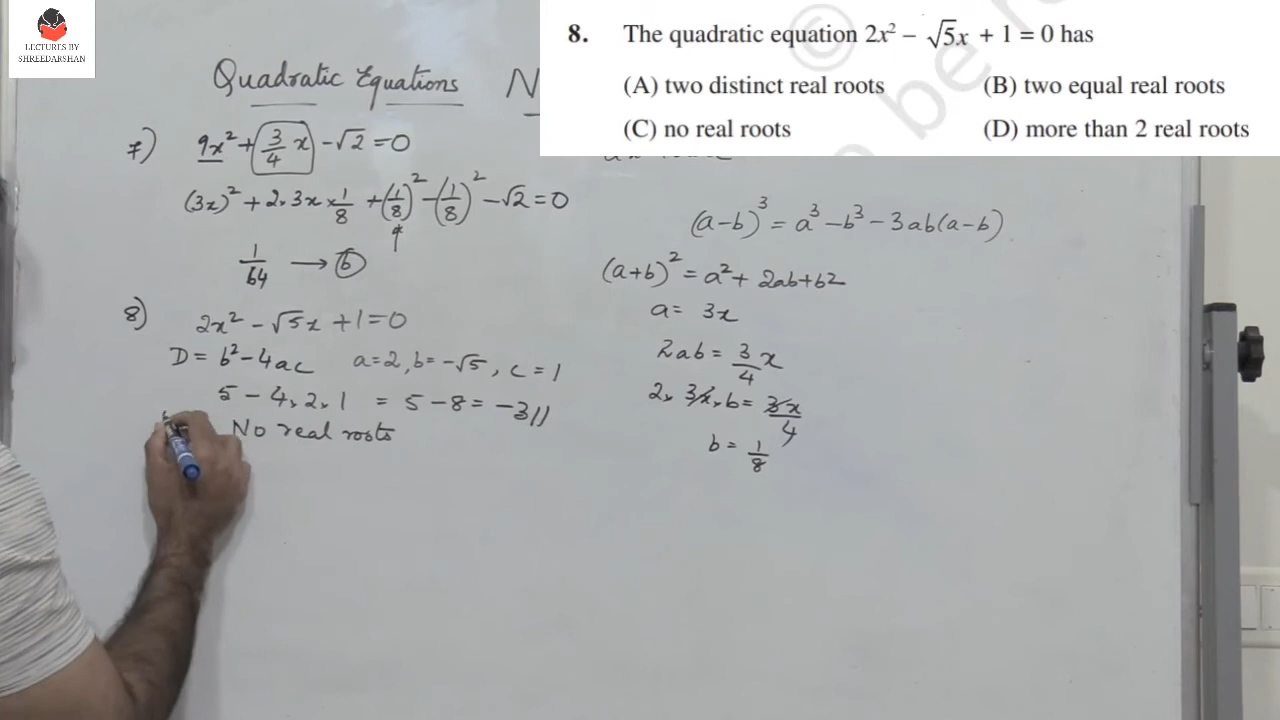 LECTURES BY
SHREEDARSHAN
8. The quadratic equation 2x² – √5x + 1 = 0 has
(A) two distinct real roots (B) two equal real roots
(C) no real roots (D) more than 2 real roots
© be re
Quadratic Equations N
7) 9x² + 3/4 x - √2 = 0
(3x)² + 2 × 3x × 1/8 + (1/8)² - (1/8)² - √2 = 0
1/64 → b
8) 2x² - √5x + 1 = 0
D = b² - 4ac a = 2, b = -√5, c = 1
5 - 4 × 2 × 1 = 5 - 8 = -3//
No real roots
(a-b)³ = a³ - b³ - 3ab(a-b)
(a+b)² = a² + 2ab + b²
a = 3x
2ab = 3/4 x
2 × 3x × b = 3x/4
b = 1/8